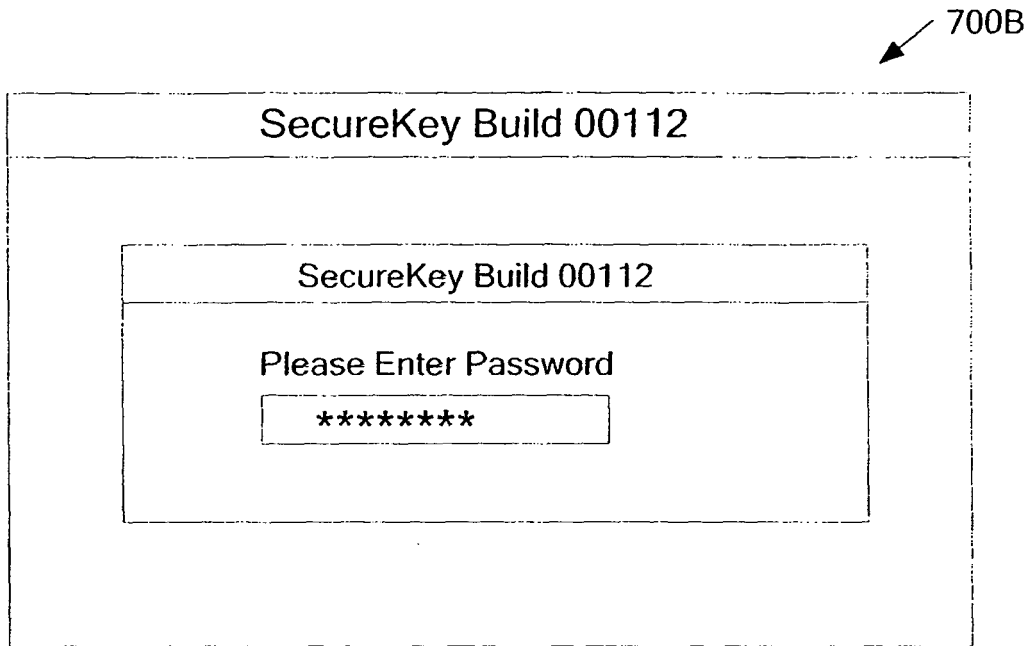 700B
SecureKey Build 00112
SecureKey Build 00112
Please Enter Password
********